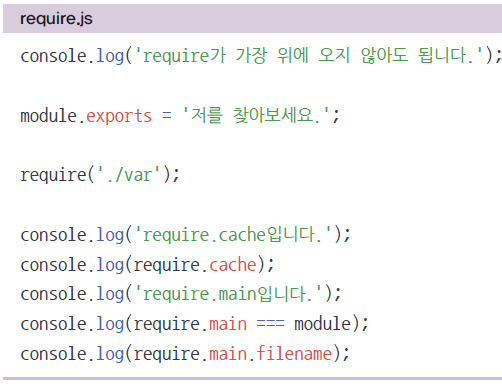 require.js
console.log('require가 가장 위에 오지 않아도 됩니다.');
module.exports = '저를 찾아보세요.';
require('./var');
console.log('require.cache입니다.');
console.log(require.cache);
console.log('require.main입니다.');
console.log(require.main === module);
console.log(require.main.filename);